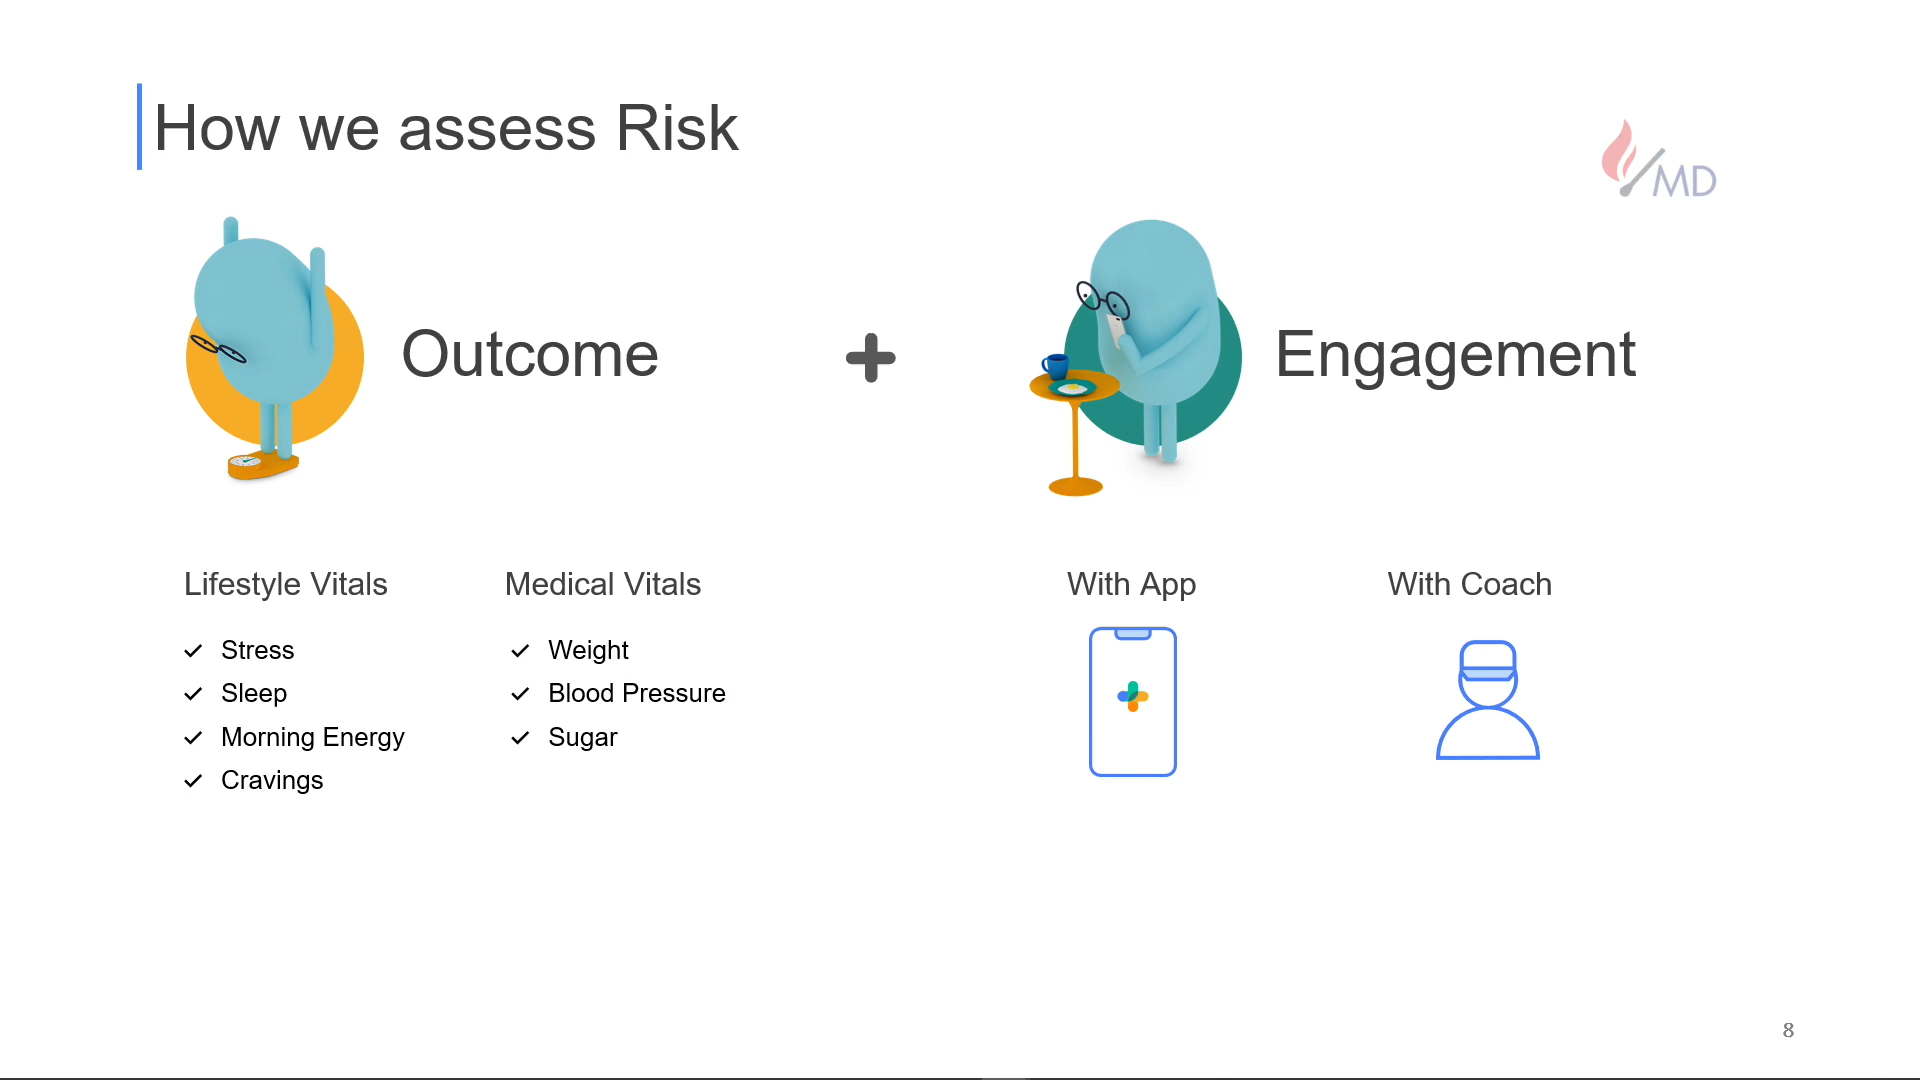 How we assess Risk
MD
Outcome
Engagement
Lifestyle Vitals
Stress
Sleep
Morning Energy
Cravings
Medical Vitals
Weight
Blood Pressure
Sugar
With App
With Coach
8